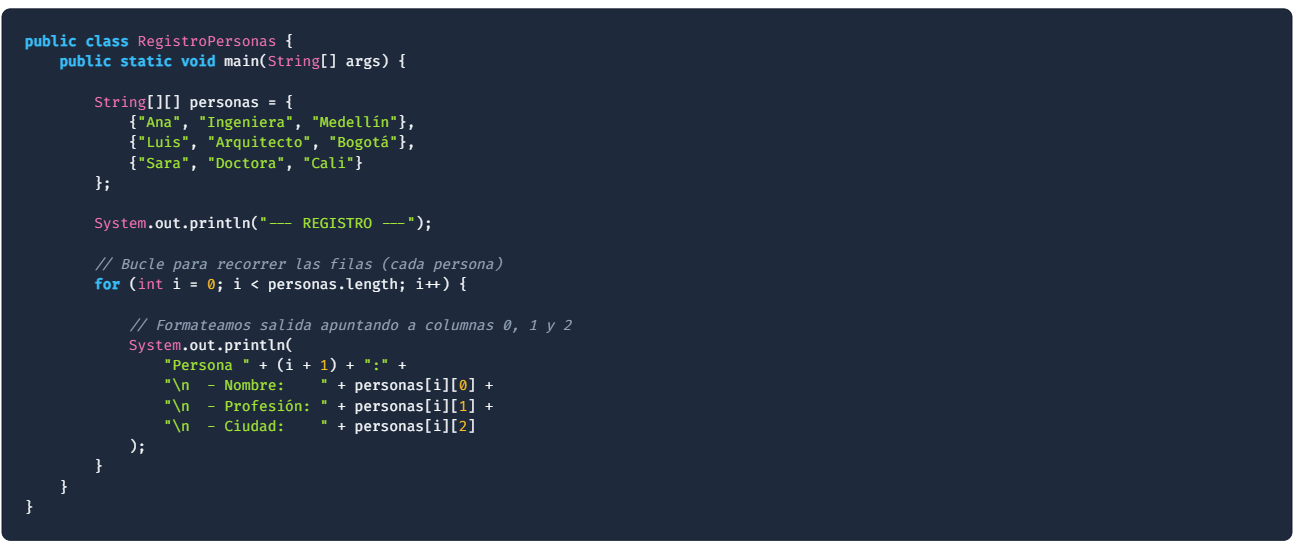 public class RegistroPersonas {
    public static void main(String[] args) {

        String[][] personas = {
            {"Ana", "Ingeniera", "Medellín"},
            {"Luis", "Arquitecto", "Bogotá"},
            {"Sara", "Doctora", "Cali"}
        };

        System.out.println("--- REGISTRO ---");

        // Bucle para recorrer las filas (cada persona)
        for (int i = 0; i < personas.length; i++) {

            // Formateamos salida apuntando a columnas 0, 1 y 2
            System.out.println(
                "Persona " + (i + 1) + ":" +
                "\n  - Nombre:    " + personas[i][0] +
                "\n  - Profesión: " + personas[i][1] +
                "\n  - Ciudad:    " + personas[i][2]
            );
        }
    }
}